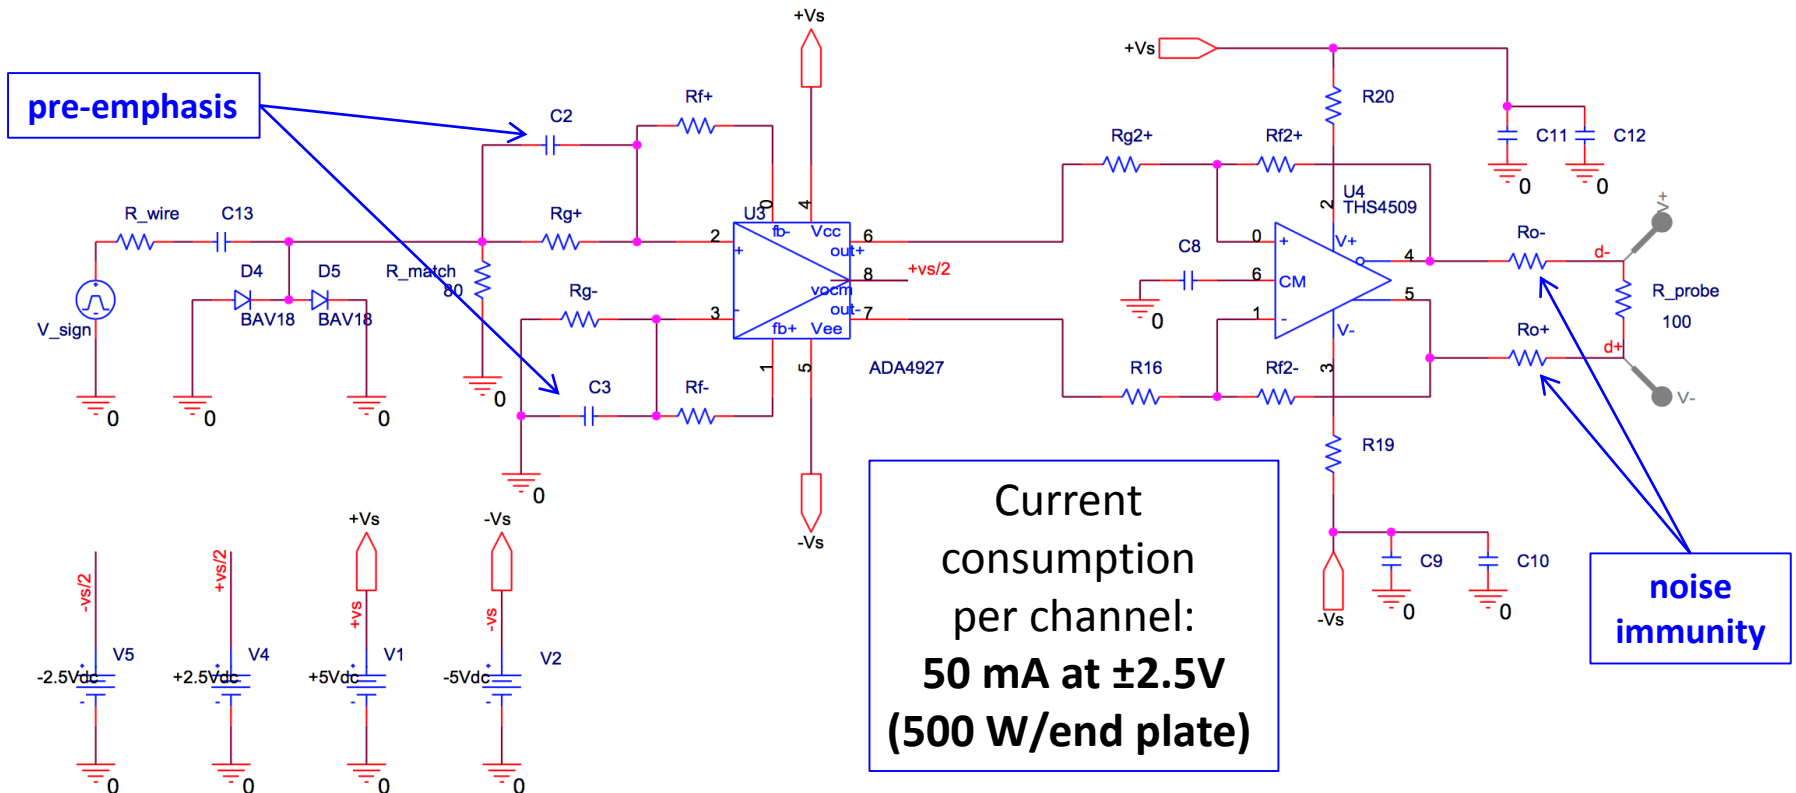 +Vs
+Vs
pre-emphasis
Rf+
R20
C2
C11
C12
Rg2+
Rf2+
0
0
U4
THS4509
V+
R_wire
C13
Rg+
U3
0
4
2
fb-
Vcc
2
6
0
V+
+
out+
+
Ro-
C8
4
d-
R_match
80
8
+vs/2
6
CM
D4
D5
vocm
Rg-
R_probe
100
BAV18
BAV18
-
out-
5
3
7
0
1
-
V_sign
fb+
Vee
V-
Ro+
d+
1
5
ADA4927
R16
Rf2-
3
C3
Rf-
V-
0
0
0
0
R19
0
Current
consumption
per channel:
50 mA at ±2.5V
(500 W/end plate)
+Vs
-Vs
-Vs
-vs/2
+vs/2
+vs
-vs
C9
C10
noise
immunity
-Vs
0
0
V5
V4
V1
V2
-2.5Vdc
+2.5Vdc
+5Vdc
-5Vdc
-
-
-
-
0
0
0
0